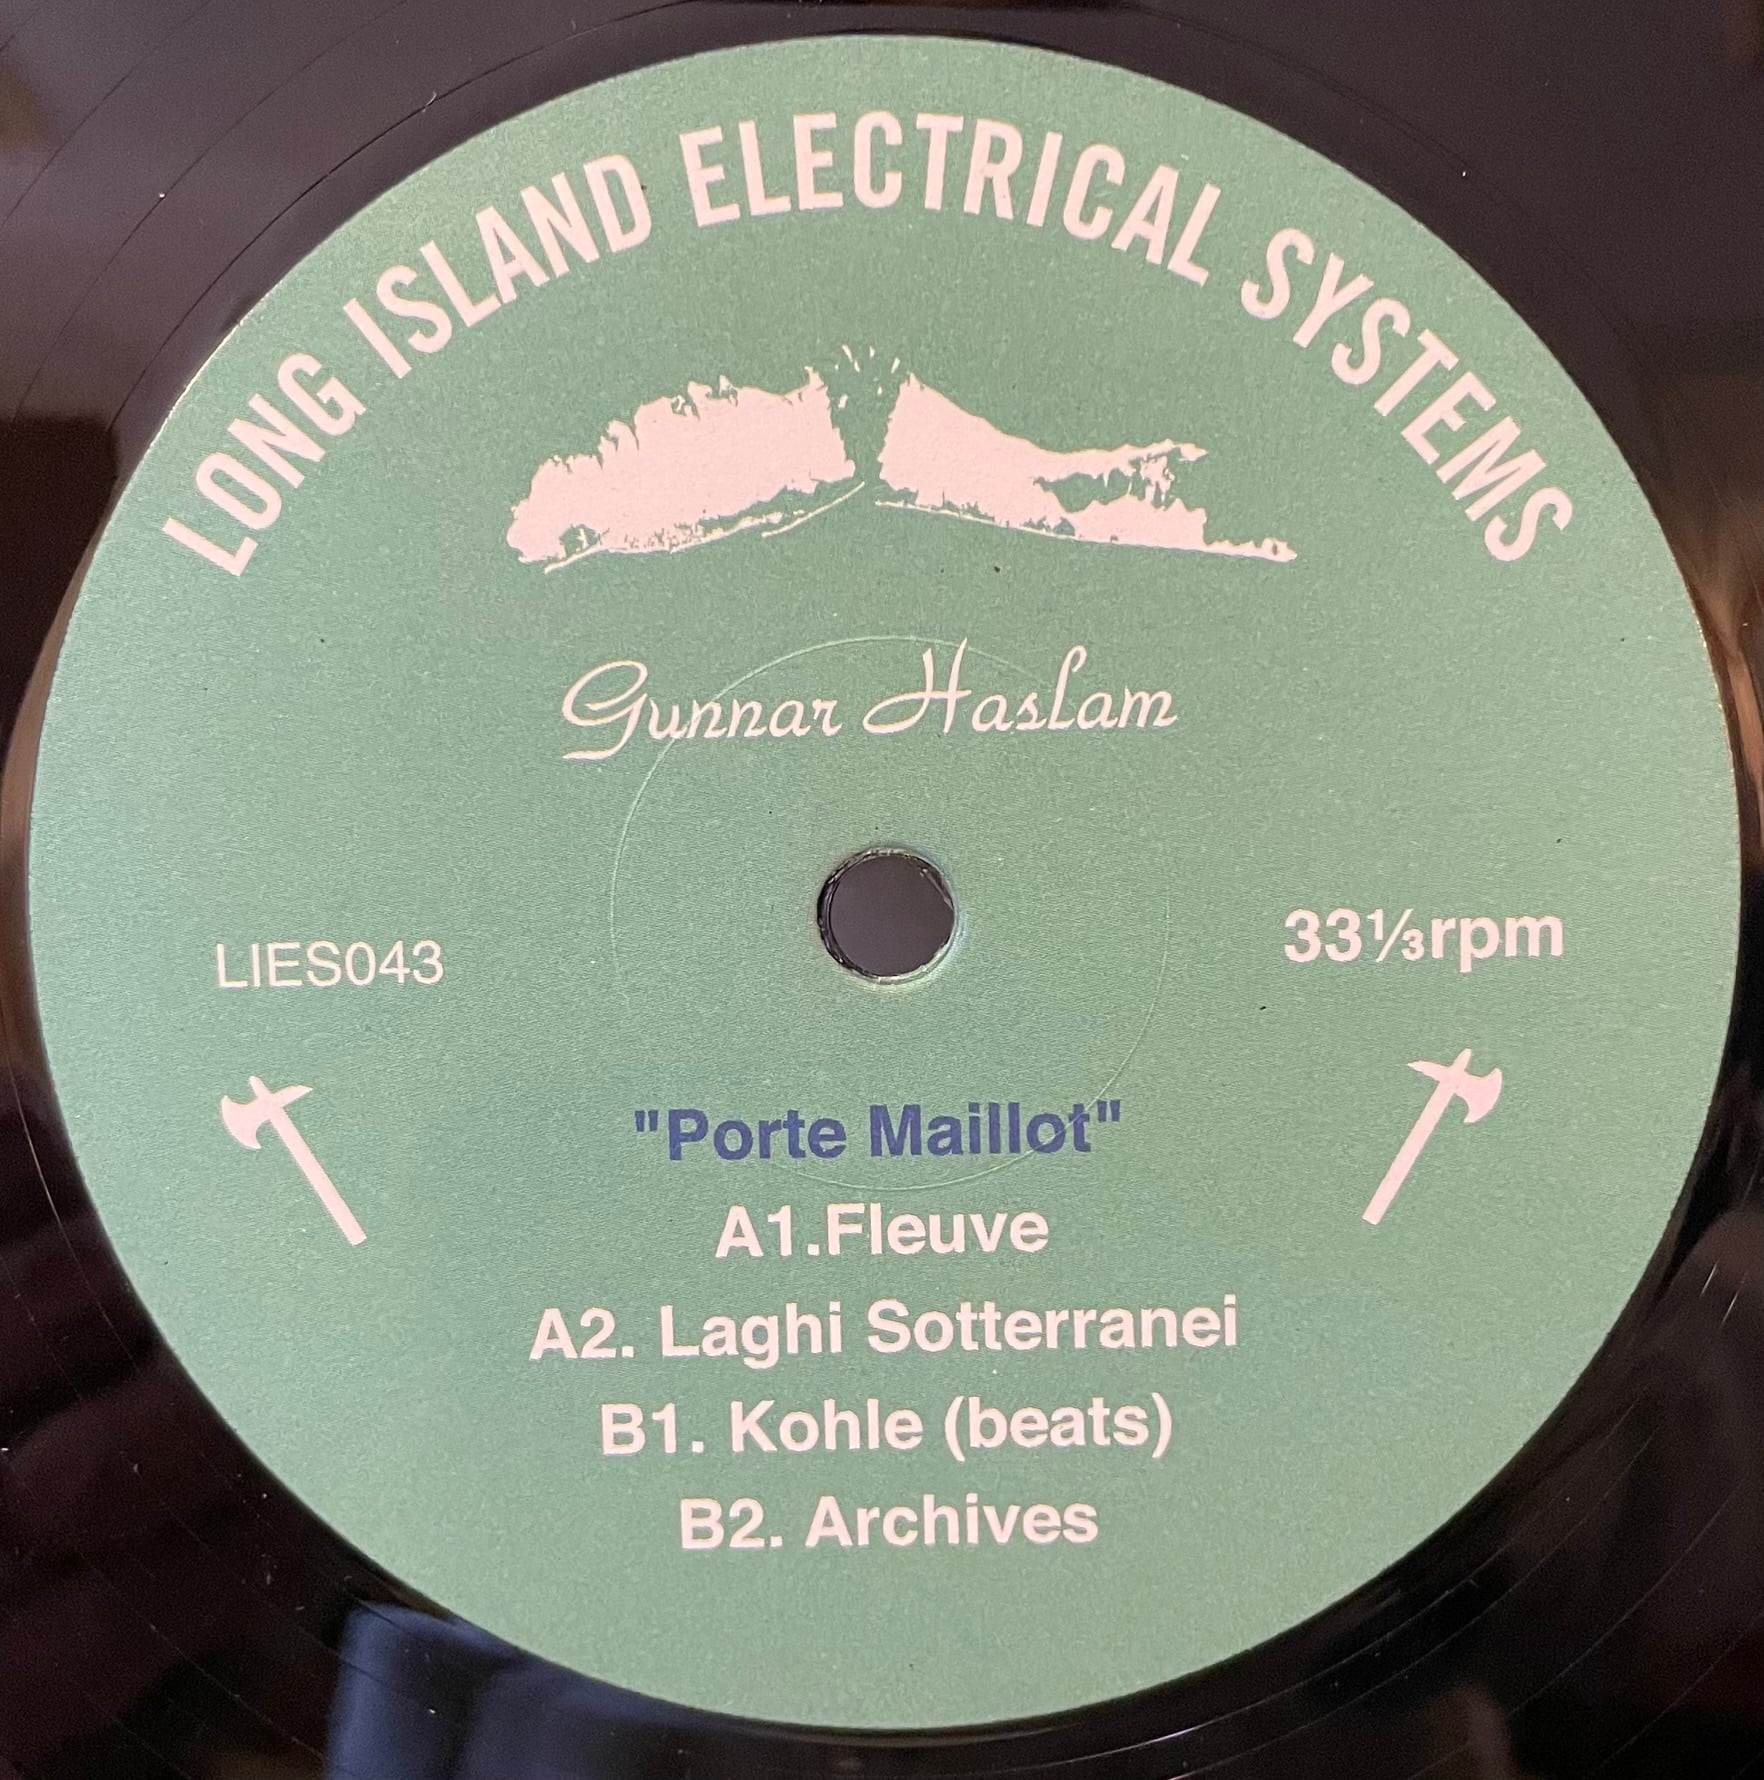 LONG ISLAND ELECTRICAL SYSTEMS
Gunnar Haslam
LIES043
33⅓rpm
"Porte Maillot"
A1.Fleuve
A2. Laghi Sotterranei
B1. Kohle (beats)
B2. Archives